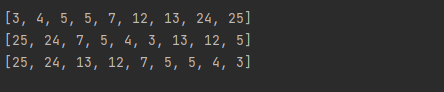 [3, 4, 5, 5, 7, 12, 13, 24, 25]
[25, 24, 7, 5, 4, 3, 13, 12, 5]
[25, 24, 13, 12, 7, 5, 5, 4, 3]